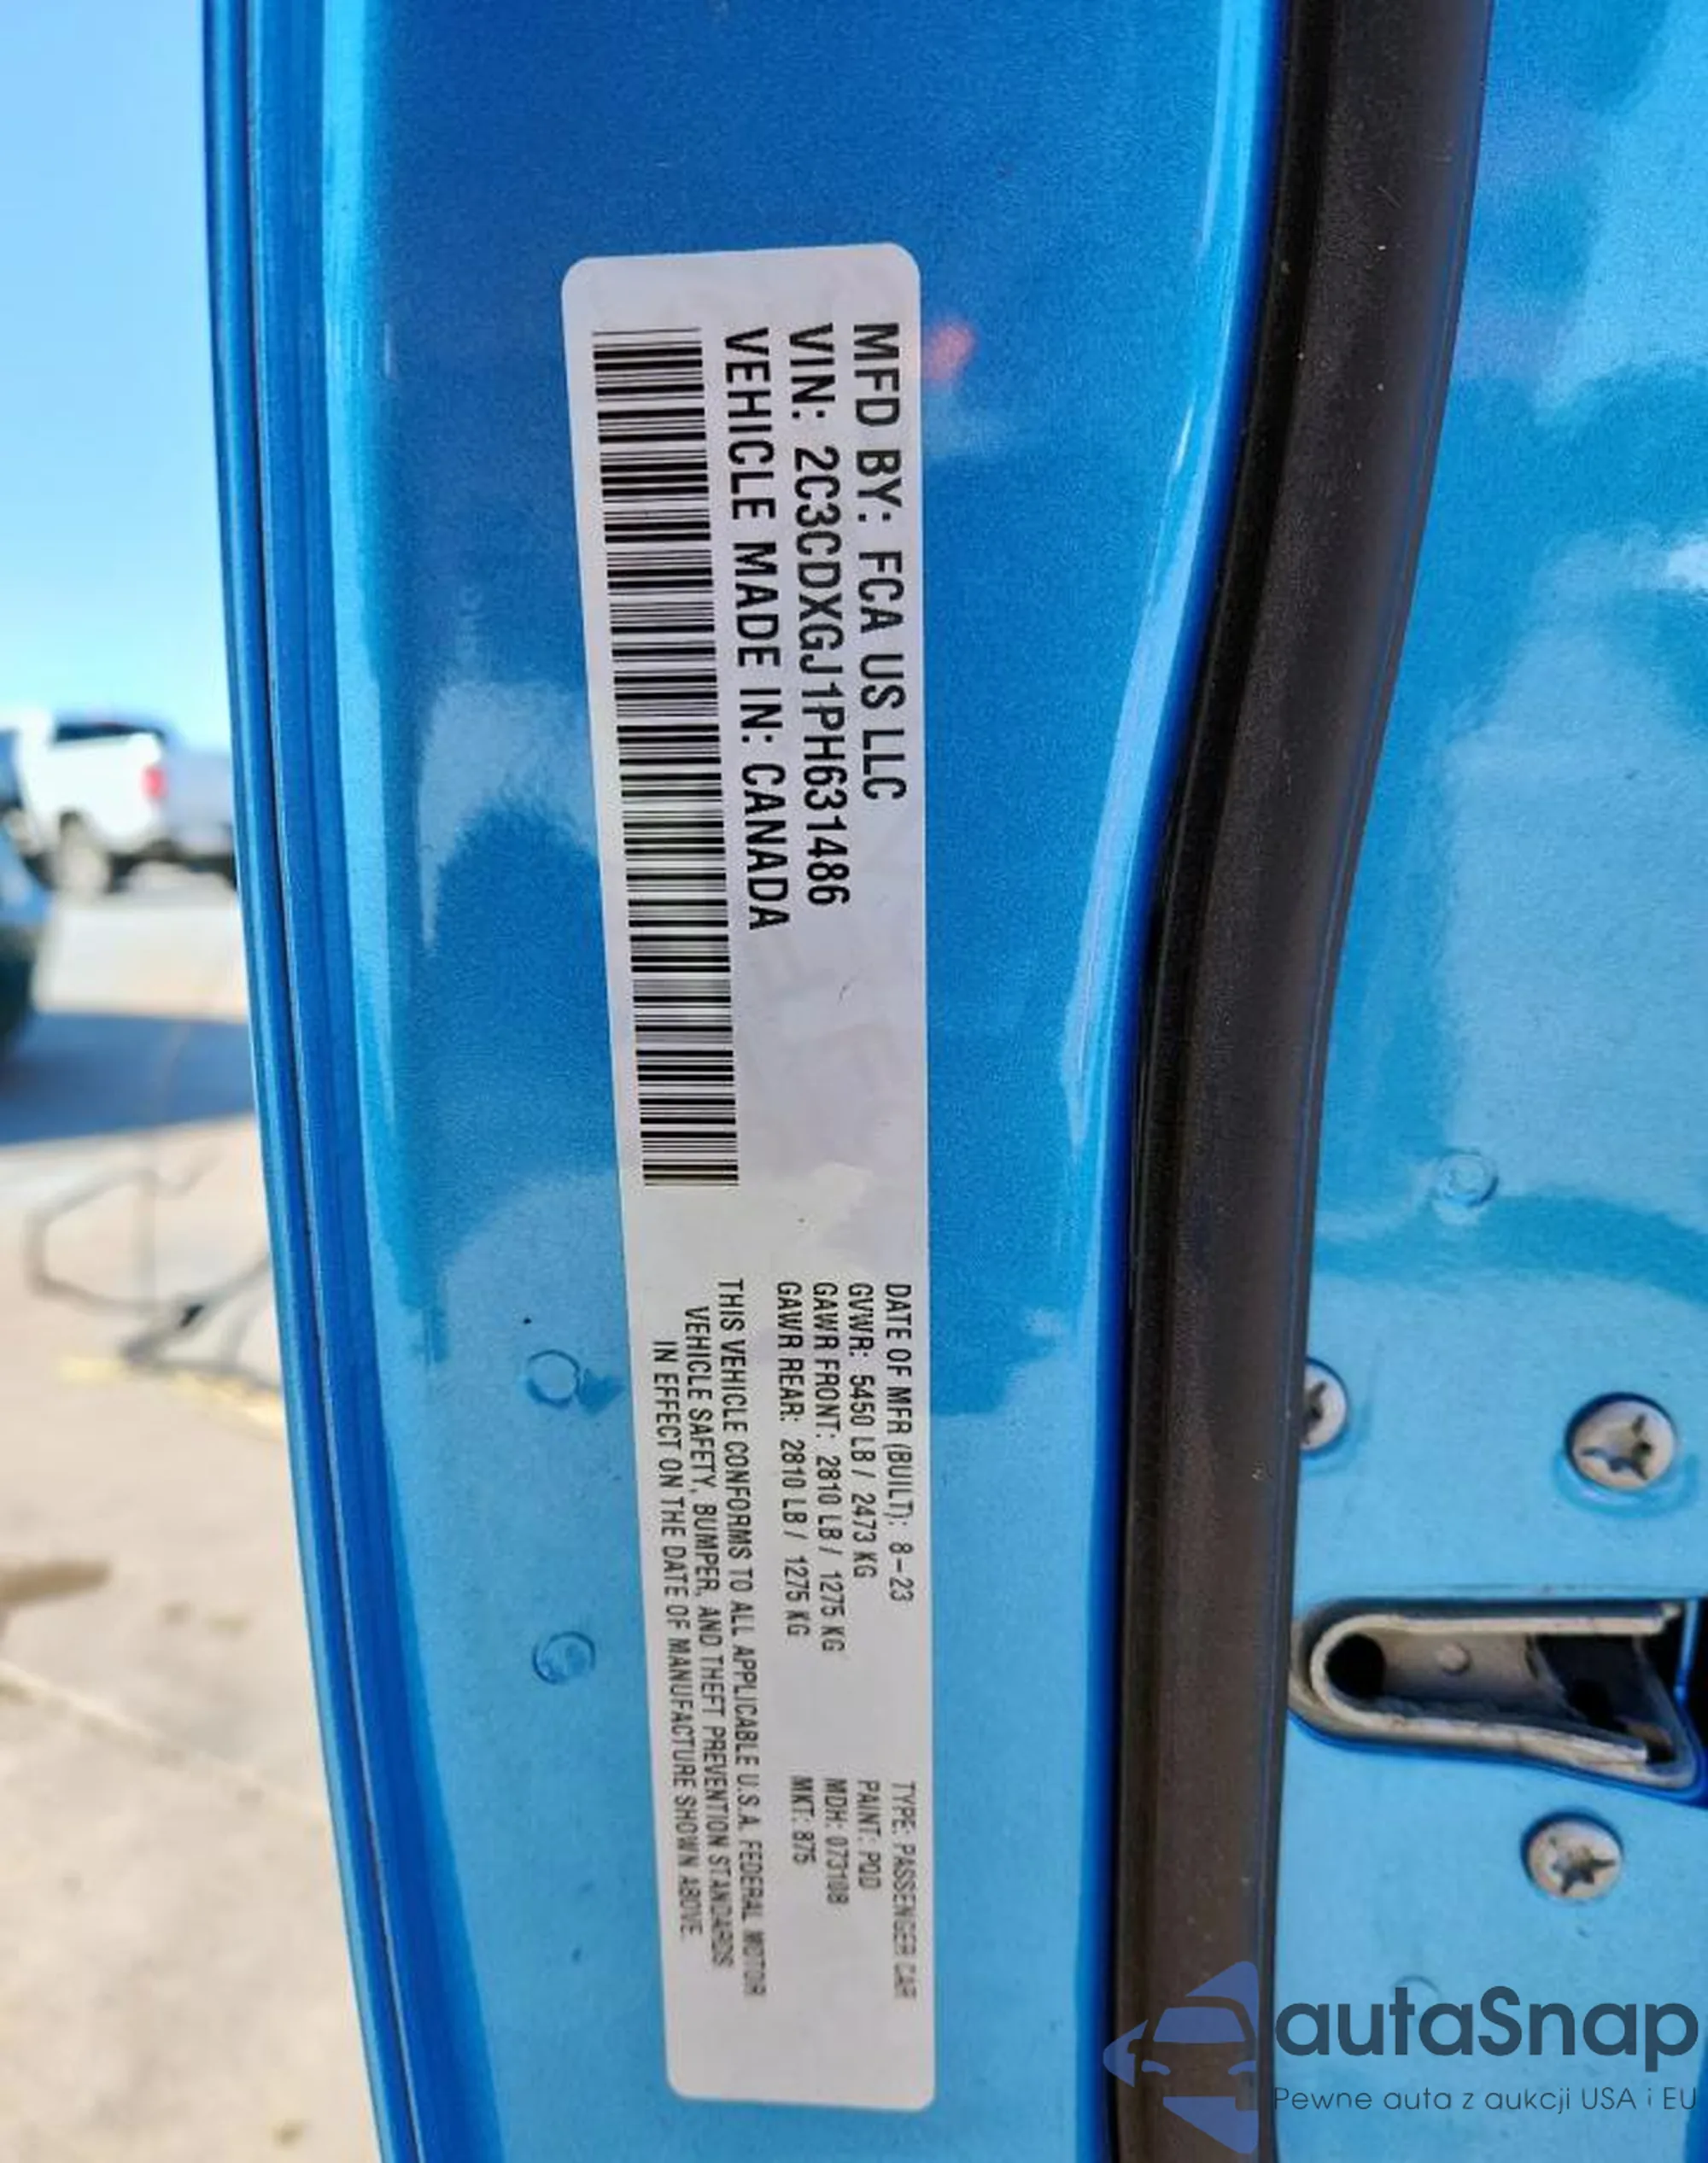 MFD BY: FCA US LLC
VIN: 2C3CDXGJ1PH631486
VEHICLE MADE IN: CANADA
DATE OF MFR (BUILT): 8-23
GVWR: 5450 LB / 2473 KG
GAWR FRONT: 2810 LB / 1275 KG
GAWR REAR: 2810 LB / 1275 KG
TYPE: PASSENGER CAR
PAINT: PQD
MDH: 073108
MKT: 875
THIS VEHICLE CONFORMS TO ALL APPLICABLE U.S.A. FEDERAL MOTOR
VEHICLE SAFETY, BUMPER, AND THEFT PREVENTION STANDARDS
IN EFFECT ON THE DATE OF MANUFACTURE SHOWN ABOVE.
autaSnap
Pewne auta z aukcji USA i EU